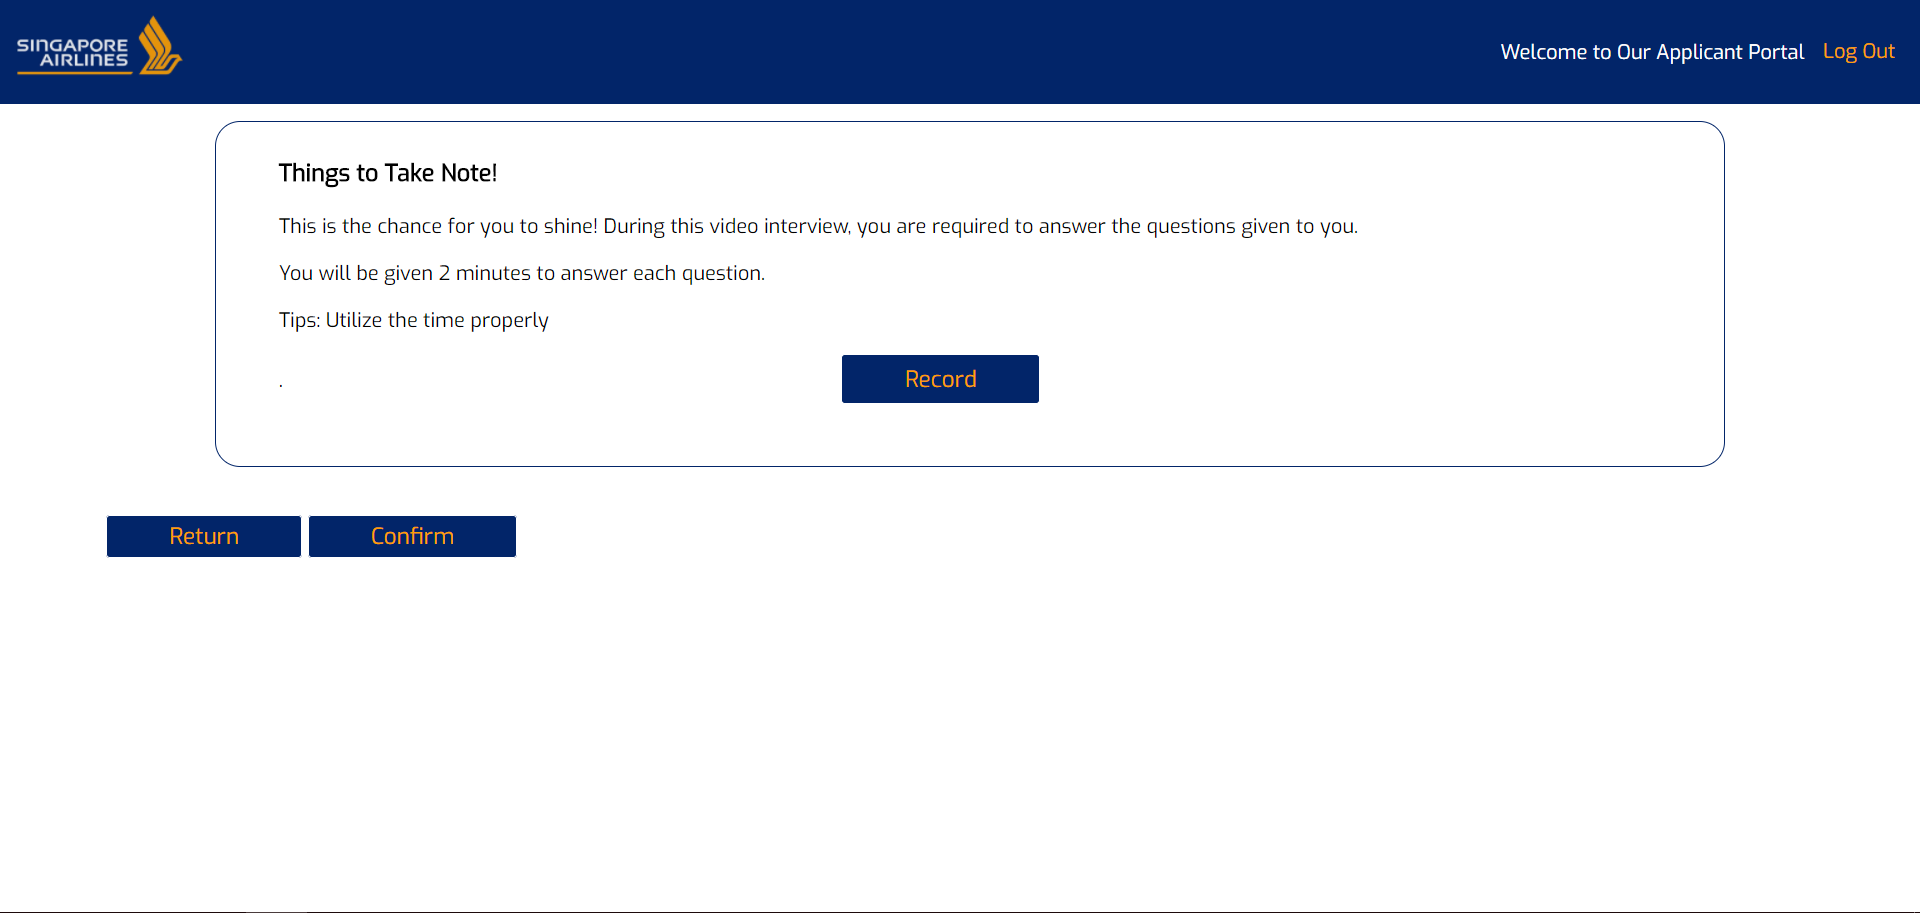 SINGAPORE
AIRLINES
Welcome to Our Applicant Portal Log Out
Things to Take Note!
This is the chance for you to shine! During this video interview, you are required to answer the questions given to you.
You will be given 2 minutes to answer each question.
Tips: Utilize the time properly
. Record
Return Confirm